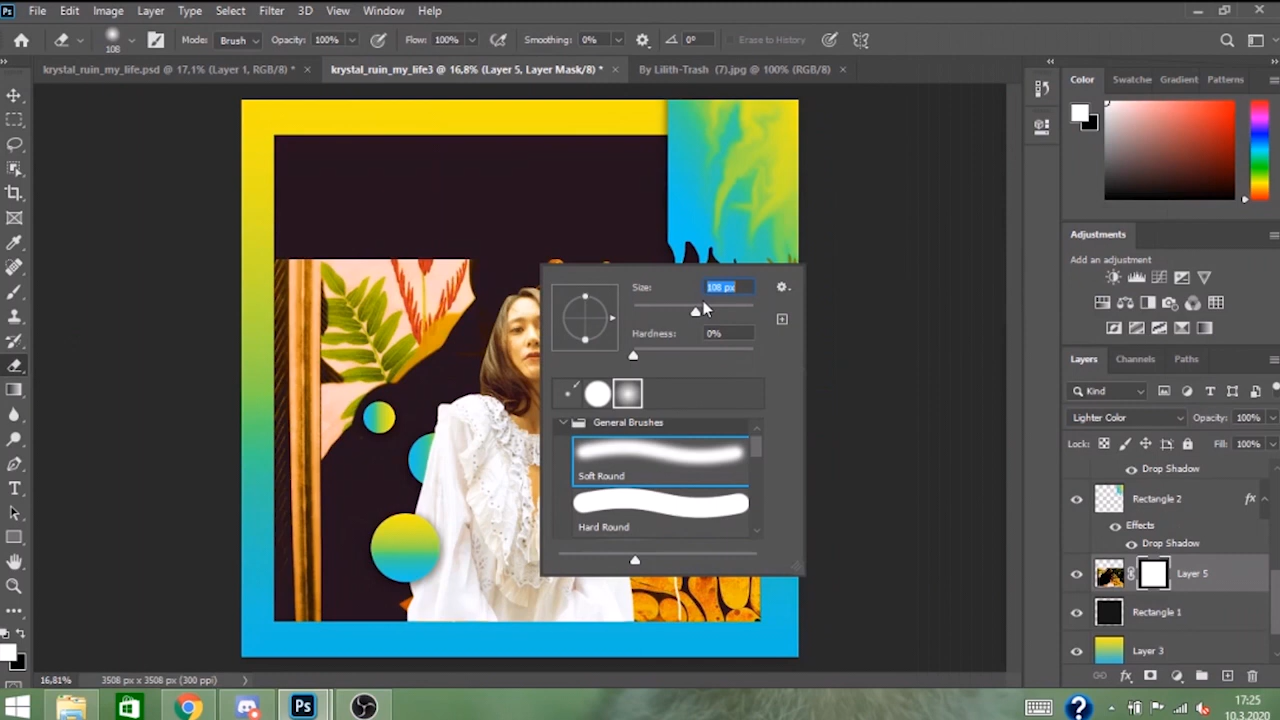 Ps File Edit Image Layer Type Select Filter 3D View Window Help
108 Mode: Brush Opacity: 100% Flow: 100% Smoothing: 0% 0° Erase to History
krystal_ruin_my_life.psd @ 17,1% (Layer 1, RGB/8) * × krystal_ruin_my_life3 @ 16,8% (Layer 5, Layer Mask/8) * × By Lilith-Trash (7).jpg @ 100% (RGB/8) ×
Color Swatche Gradient Patterns
Adjustments
Add an adjustment
Size: 108 px
Hardness: 0%
General Brushes
Soft Round
Hard Round
Layers Channels Paths
Kind
Lighter Color Opacity: 100%
Lock: Fill: 100%
Drop Shadow
Rectangle 2 fx
Effects
Drop Shadow
Layer 5
Rectangle 1
Layer 3
fx
16,81% 3508 px x 3508 px (300 ppi)
Ps
17:25
10.3.2020